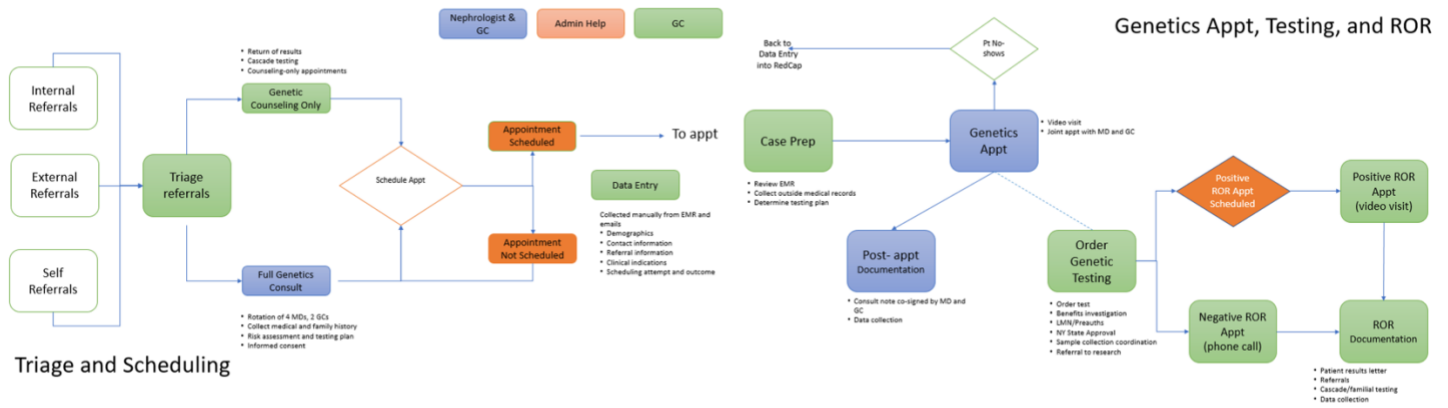 Nephrologist &
GC
Admin Help
GC
Genetics Appt, Testing, and ROR
Internal
Referrals
External
Referrals
Self
Referrals
Triage
referrals
• Return of results
• Cascade testing
• Counseling-only appointments
Genetic
Counseling Only
Full Genetics
Consult
• Rotation of 4 MDs, 2 GCs
• Collect medical and family history
• Risk assessment and testing plan
• Informed consent
Schedule Appt
Appointment
Scheduled
To appt
Appointment
Not Scheduled
Data Entry
Collected manually from EMR and
emails
• Demographics
• Contact information
• Referral information
• Clinical indications
• Scheduling attempt and outcome
Triage and Scheduling
Back to
Data Entry
into RedCap
Pt No-
shows
Case Prep
• Review EMR
• Collect outside medical records
• Determine testing plan
Genetics
Appt
• Video visit
• Joint appt with MD and GC
Post- appt
Documentation
• Consult note co-signed by MD and
GC
• Data collection
Order
Genetic
Testing
• Order test
• Benefits investigation
• LMN/Preauths
• NY State Approval
• Sample collection coordination
• Referral to research
Positive
ROR Appt
Scheduled
Positive ROR
Appt
(video visit)
Negative ROR
Appt
(phone call)
ROR
Documentation
• Patient results letter
• Referrals
• Cascade/familial testing
• Data collection